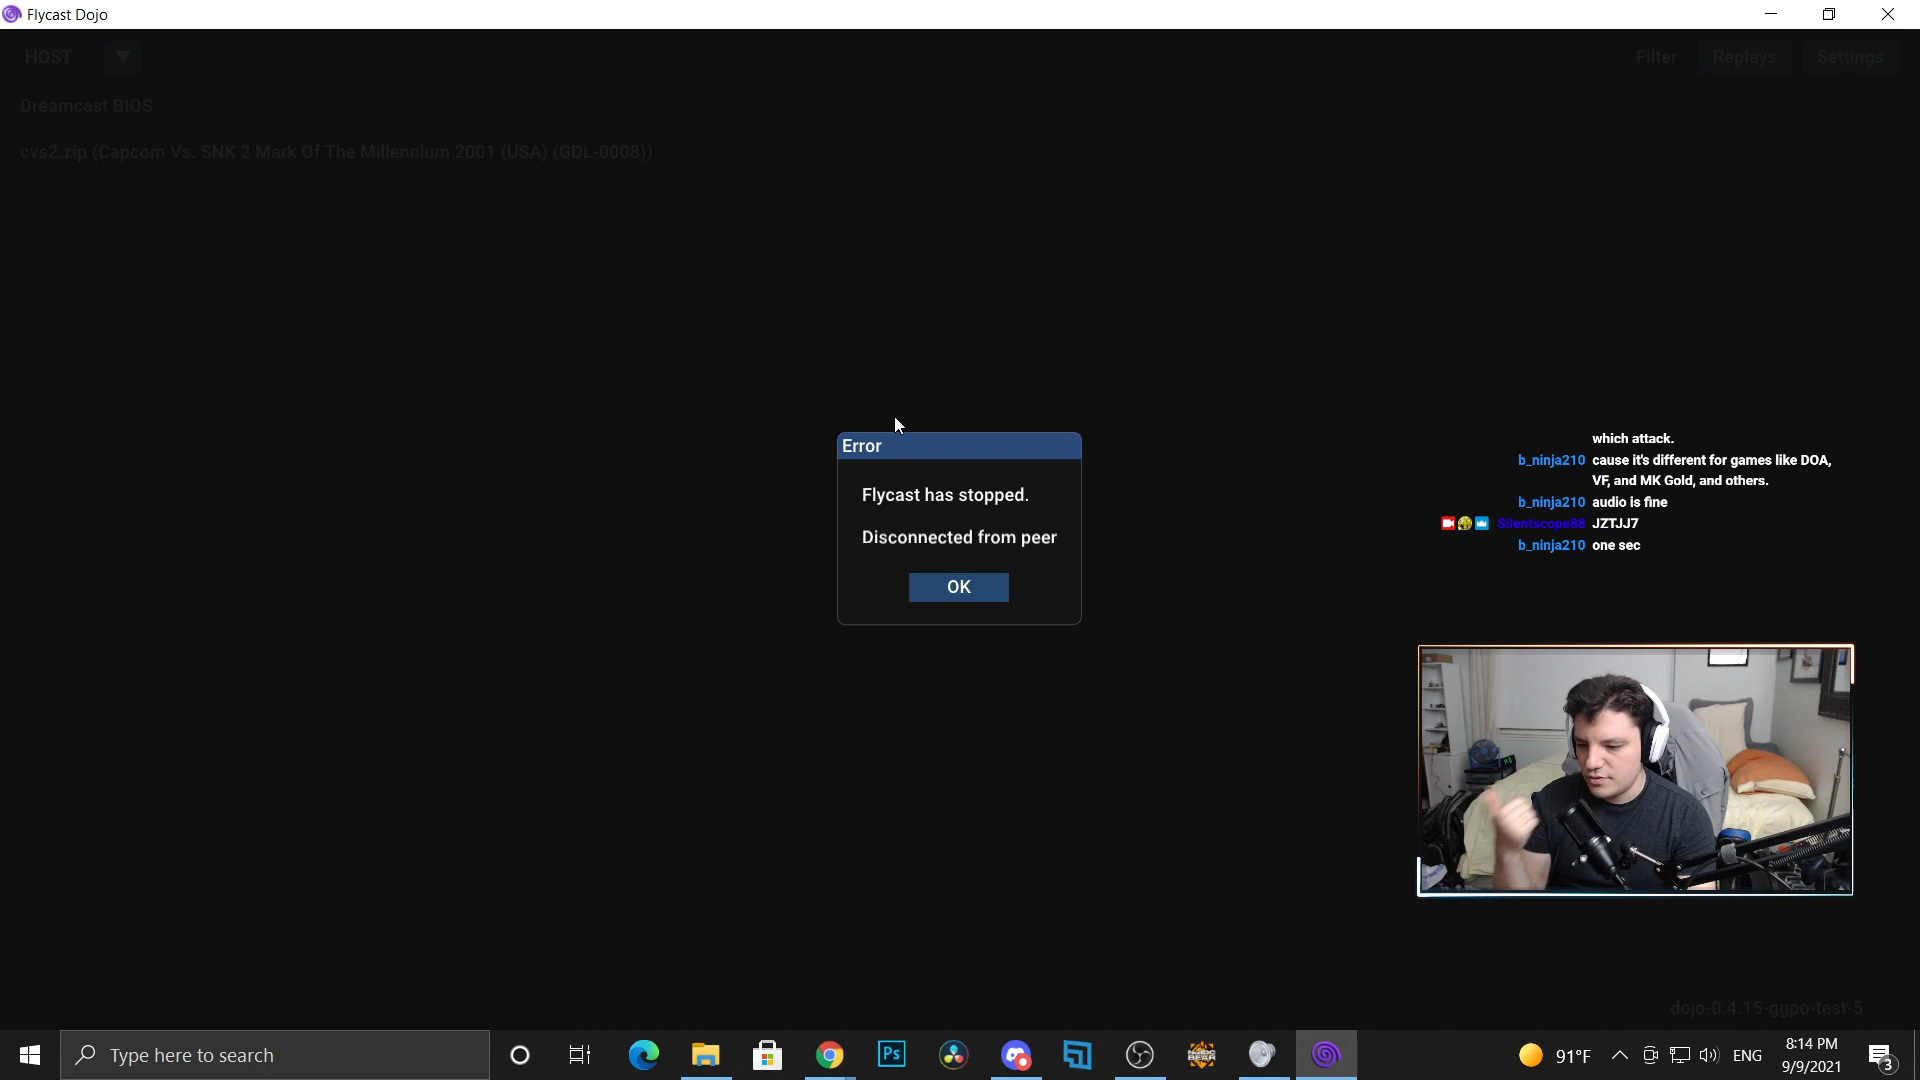 Flycast Dojo
HOST
Filter
Replays
Settings
Dreamcast BIOS
cvs2.zip (Capcom Vs. SNK 2 Mark Of The Millennium 2001 (USA) (GDL-0008))
Error
Flycast has stopped.
Disconnected from peer
OK
which attack.
b_ninja210 cause it's different for games like DOA,
VF, and MK Gold, and others.
b_ninja210 audio is fine
Silentscope88 JZTJJ7
b_ninja210 one sec
dojo-0.4.15-ggpo-test-5
Type here to search
Ps
91°F
ENG
8:14 PM
9/9/2021
3